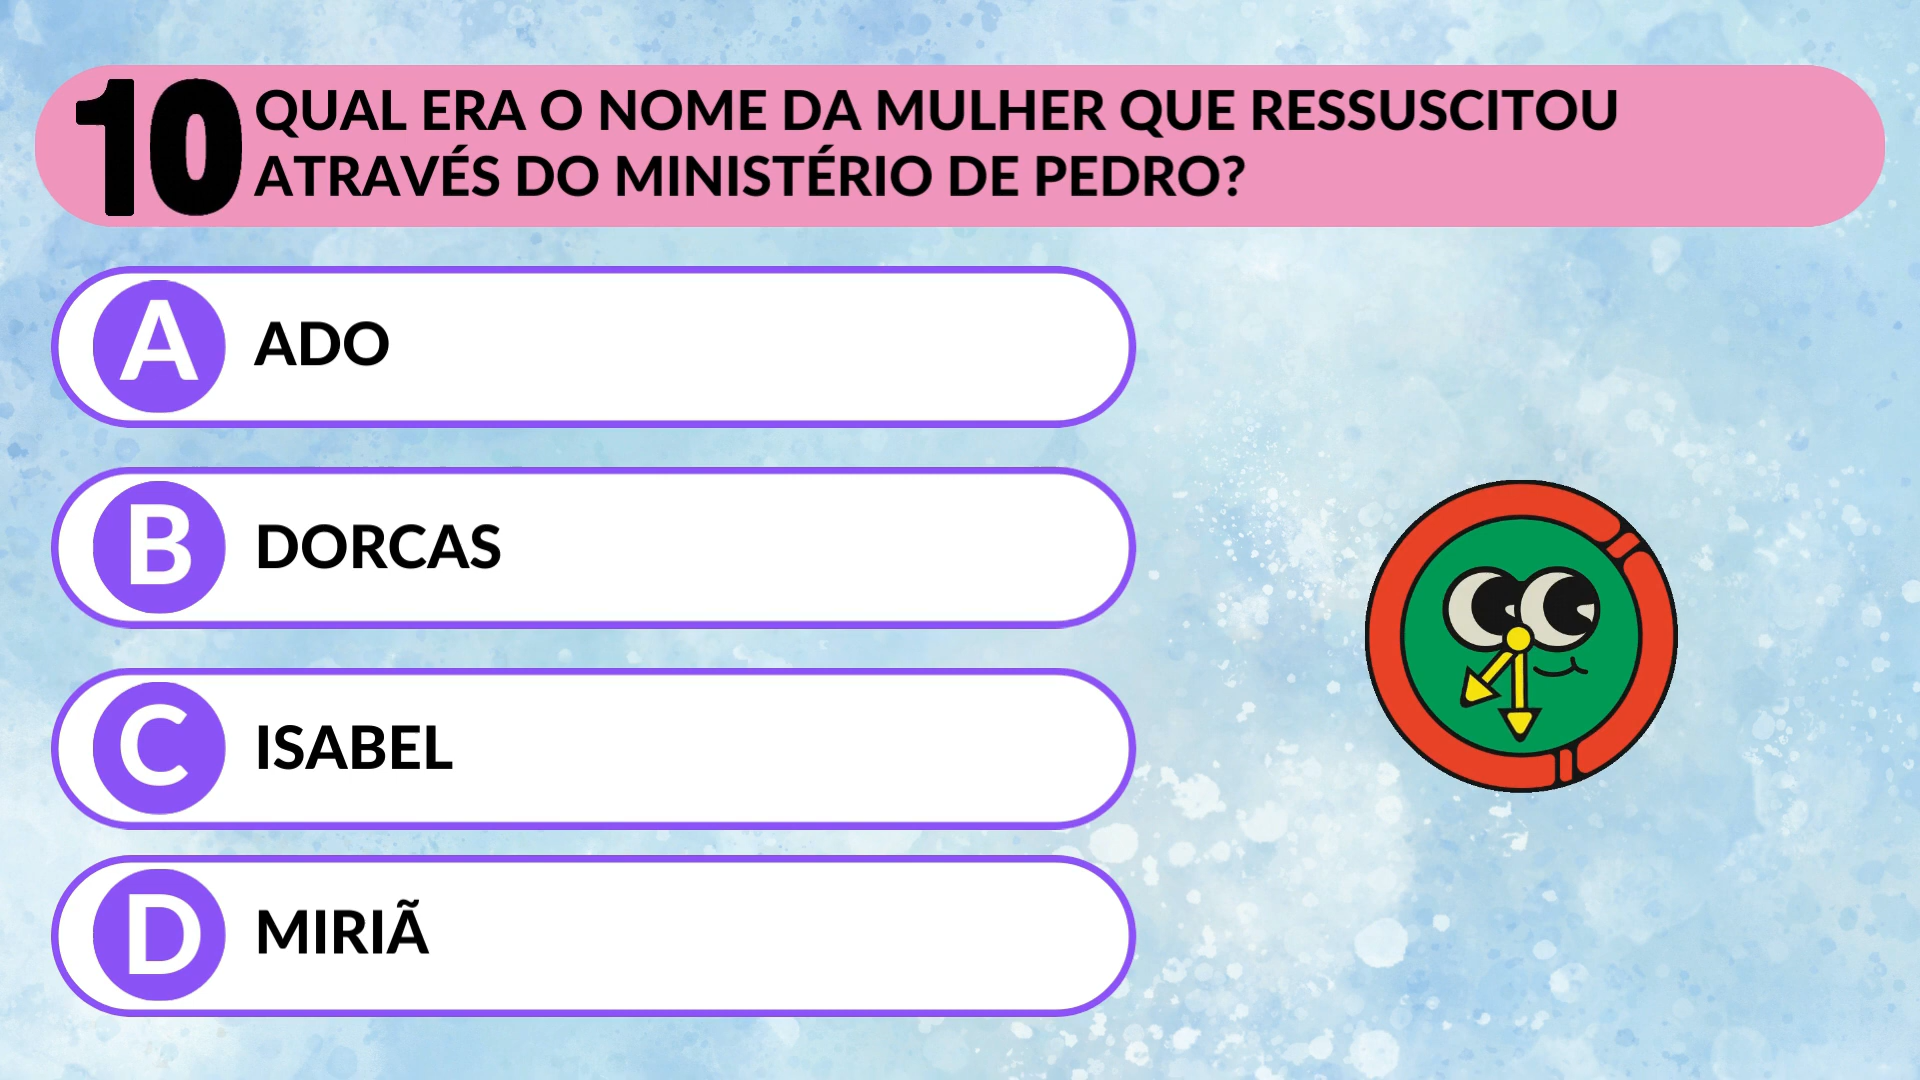 10 QUAL ERA O NOME DA MULHER QUE RESSUSCITOU
ATRAVÉS DO MINISTÉRIO DE PEDRO?
A ADO
B DORCAS
C ISABEL
D MIRIÃ